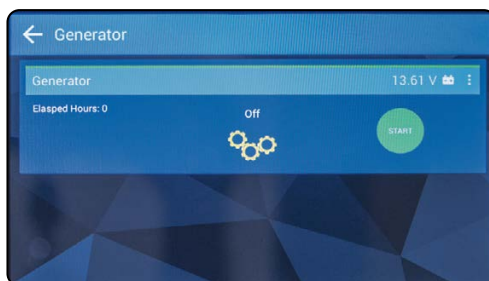 Generator
Generator 13.61 V
Elasped Hours: 0
Off
START